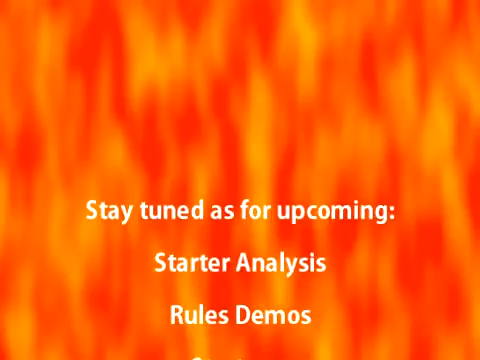 Stay tuned as for upcoming:
Starter Analysis
Rules Demos